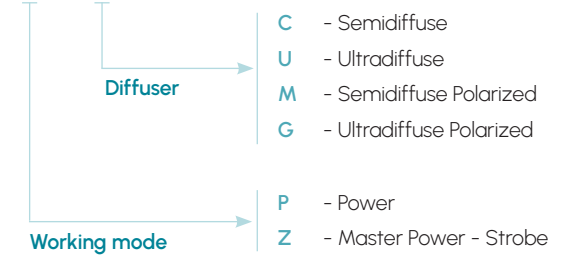 C - Semidiffuse
U - Ultradiffuse
Diffuser
M - Semidiffuse Polarized
G - Ultradiffuse Polarized
P - Power
Working mode
Z - Master Power - Strobe